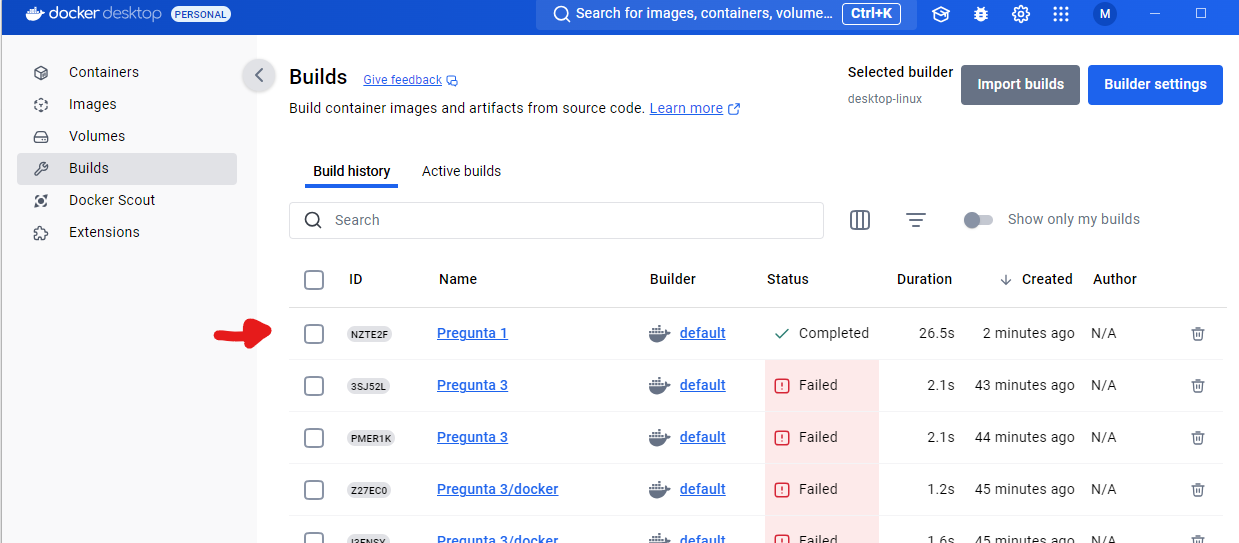 docker desktop PERSONAL
Search for images, containers, volume... Ctrl+K
M
Containers
Images
Volumes
Builds
Docker Scout
Extensions
Builds Give feedback
Build container images and artifacts from source code. Learn more
Selected builder
desktop-linux
Import builds
Builder settings
Build history Active builds
Search
Show only my builds
ID Name Builder Status Duration Created Author
NZTE2F Pregunta 1 default Completed 26.5s 2 minutes ago N/A
3SJ52L Pregunta 3 default Failed 2.1s 43 minutes ago N/A
PMER1K Pregunta 3 default Failed 2.1s 44 minutes ago N/A
Z27EC0 Pregunta 3/docker default Failed 1.2s 45 minutes ago N/A
Pregunta 3/docker default Failed 1.6s 45 minutes ago N/A